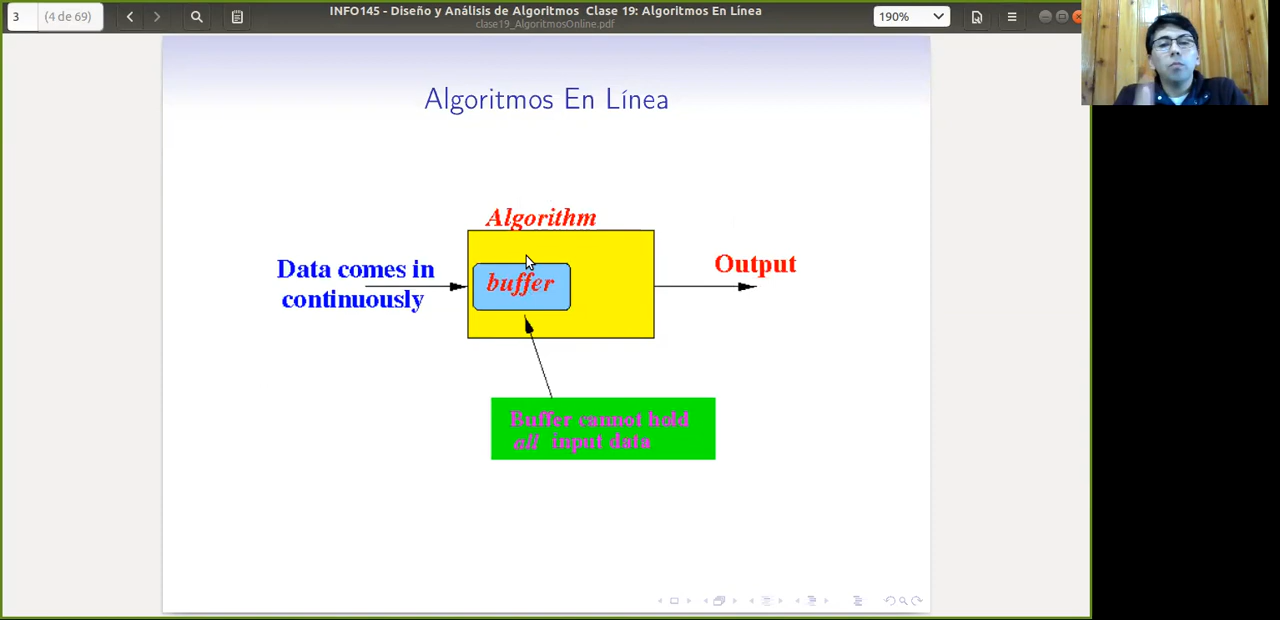 3
(4 de 69)
INFO145 - Diseño y Análisis de Algoritmos Clase 19: Algoritmos En Línea
clase19_AlgoritmosOnline.pdf
190%
Algoritmos En Línea
Algorithm
Data comes in
continuously
buffer
Output
Buffer cannot hold
all input data